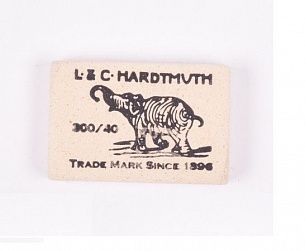 L & C · HARDTMUTH
300/40
TRADE MARK SINCE 1896